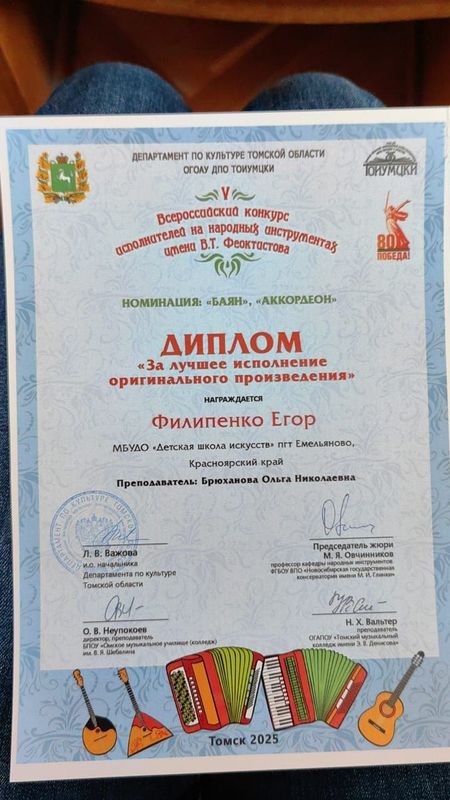 ДЕПАРТАМЕНТ ПО КУЛЬТУРЕ ТОМСКОЙ ОБЛАСТИ
ОГОАУ ДПО ТОИУМЦКИ
ТОИУМЦКИ
V
Всероссийский конкурс
исполнителей на народных инструментах
имени В.Т. Феоктистова
80
ПОБЕДА!
НОМИНАЦИЯ: «БАЯН», «АККОРДЕОН»
ДИПЛОМ
«За лучшее исполнение
оригинального произведения»
НАГРАЖДАЕТСЯ
Филипенко Егор
МБУДО «Детская школа искусств» пгт Емельяново,
Красноярский край
Преподаватель: Брюханова Ольга Николаевна
Л. В. Важова
и.о. начальника
Департамента по культуре
Томской области
Председатель жюри
М. Я. Овчинников
профессор кафедры народных инструментов
ФГБОУ ВПО «Новосибирская государственная
консерватория имени М. И. Глинки»
О. В. Неупокоев
директор, преподаватель
БПОУ «Омское музыкальное училище (колледж)
им. В. Я. Шебалина
Н. Х. Вальтер
преподаватель
ОГАПОУ «Томский музыкальный
колледж имени Э. В. Денисова»
Томск 2025